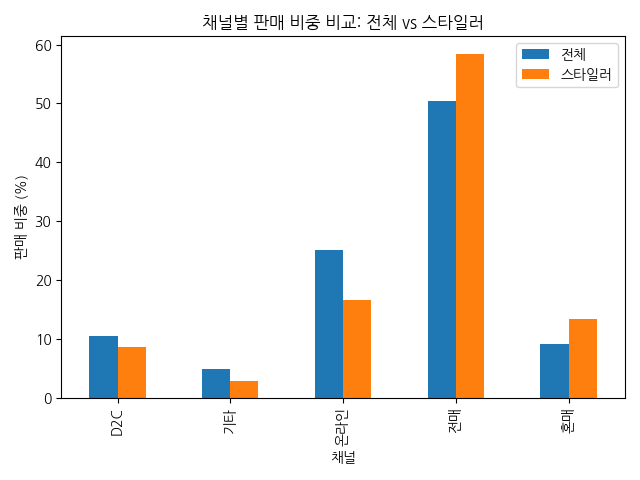 채널별 판매 비중 비교: 전체 vs 스타일러
전체
스타일러
판매 비중 (%)
60
50
40
30
20
10
0
D2C
기타
온라인
전매
혼매
채널